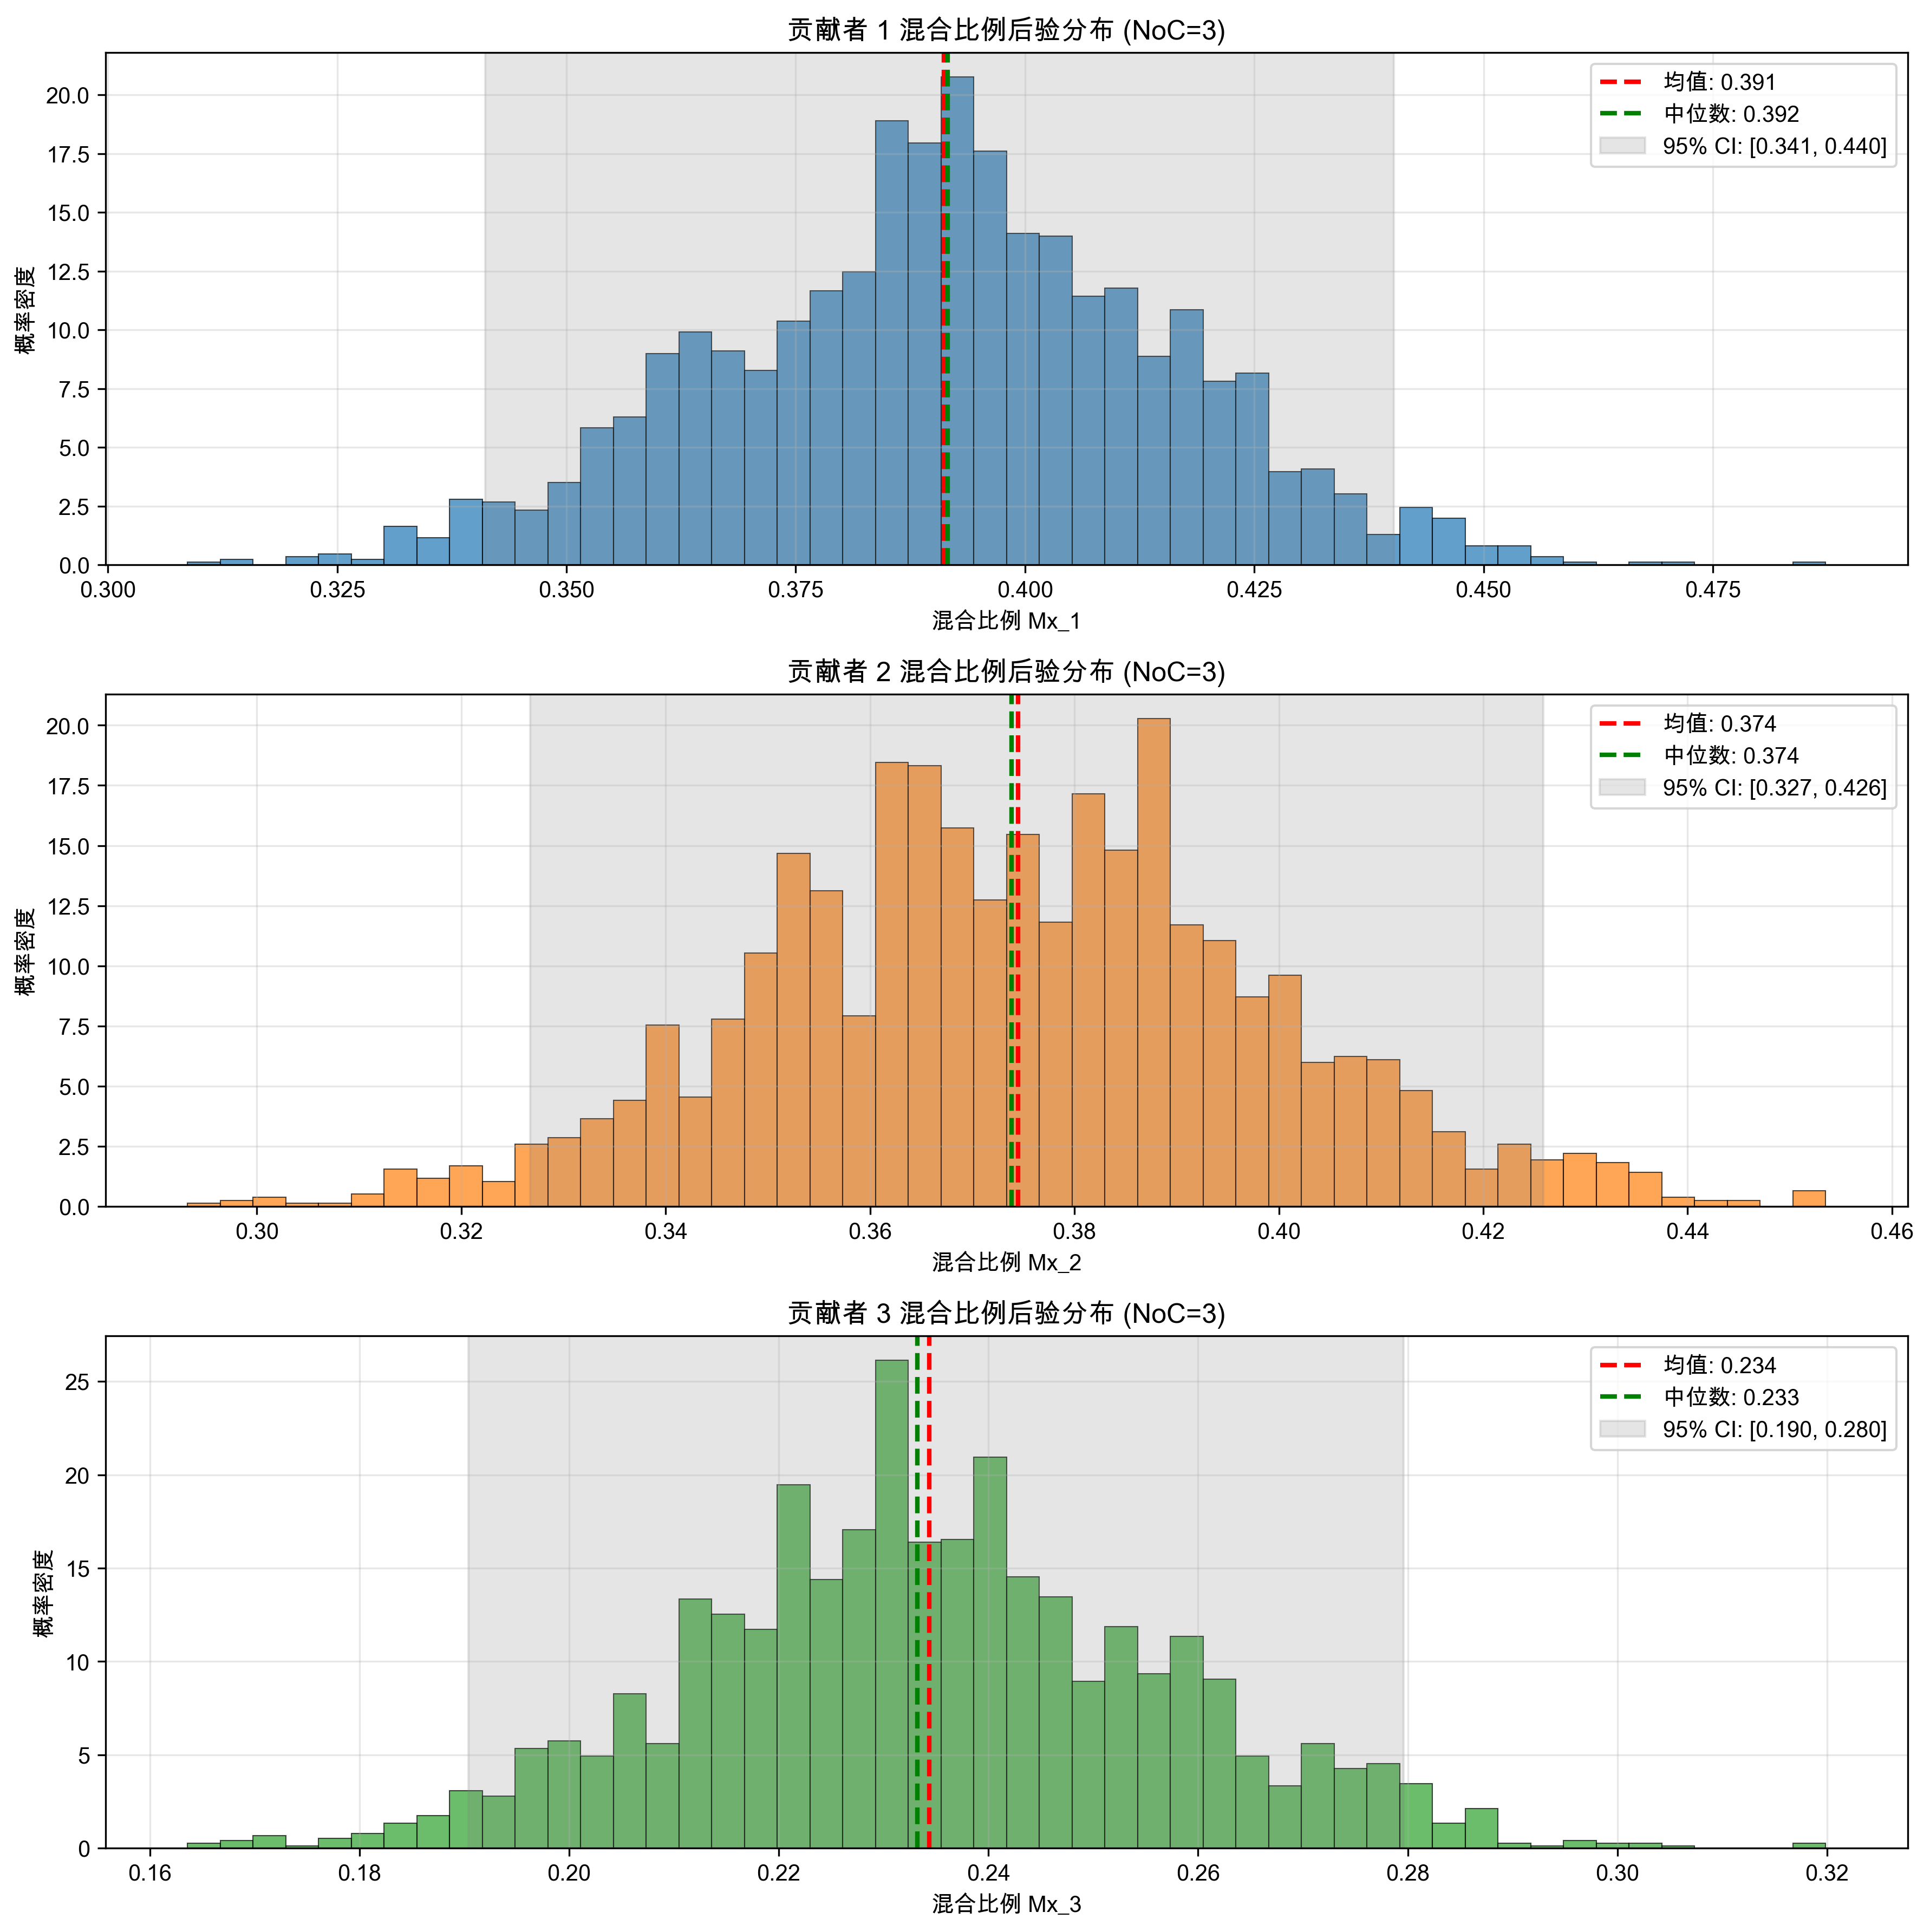 贡献者 1 混合比例后验分布 (NoC=3)
均值: 0.391
中位数: 0.392
95% CI: [0.341, 0.440]
概率密度
20.0
17.5
15.0
12.5
10.0
7.5
5.0
2.5
0.0
0.300 0.325 0.350 0.375 0.400 0.425 0.450 0.475
混合比例 Mx_1
贡献者 2 混合比例后验分布 (NoC=3)
均值: 0.374
中位数: 0.374
95% CI: [0.327, 0.426]
概率密度
20.0
17.5
15.0
12.5
10.0
7.5
5.0
2.5
0.0
0.30 0.32 0.34 0.36 0.38 0.40 0.42 0.44 0.46
混合比例 Mx_2
贡献者 3 混合比例后验分布 (NoC=3)
均值: 0.234
中位数: 0.233
95% CI: [0.190, 0.280]
概率密度
25
20
15
10
5
0
0.16 0.18 0.20 0.22 0.24 0.26 0.28 0.30 0.32
混合比例 Mx_3